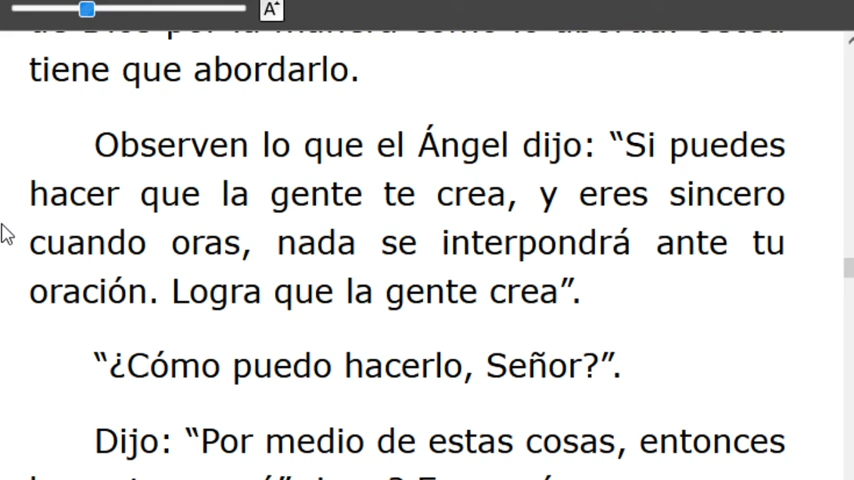 A
tiene que abordarlo.
Observen lo que el Ángel dijo: “Si puedes
hacer que la gente te crea, y eres sincero
cuando oras, nada se interpondrá ante tu
oración. Logra que la gente crea”.
“¿Cómo puedo hacerlo, Señor?”.
Dijo: “Por medio de estas cosas, entonces